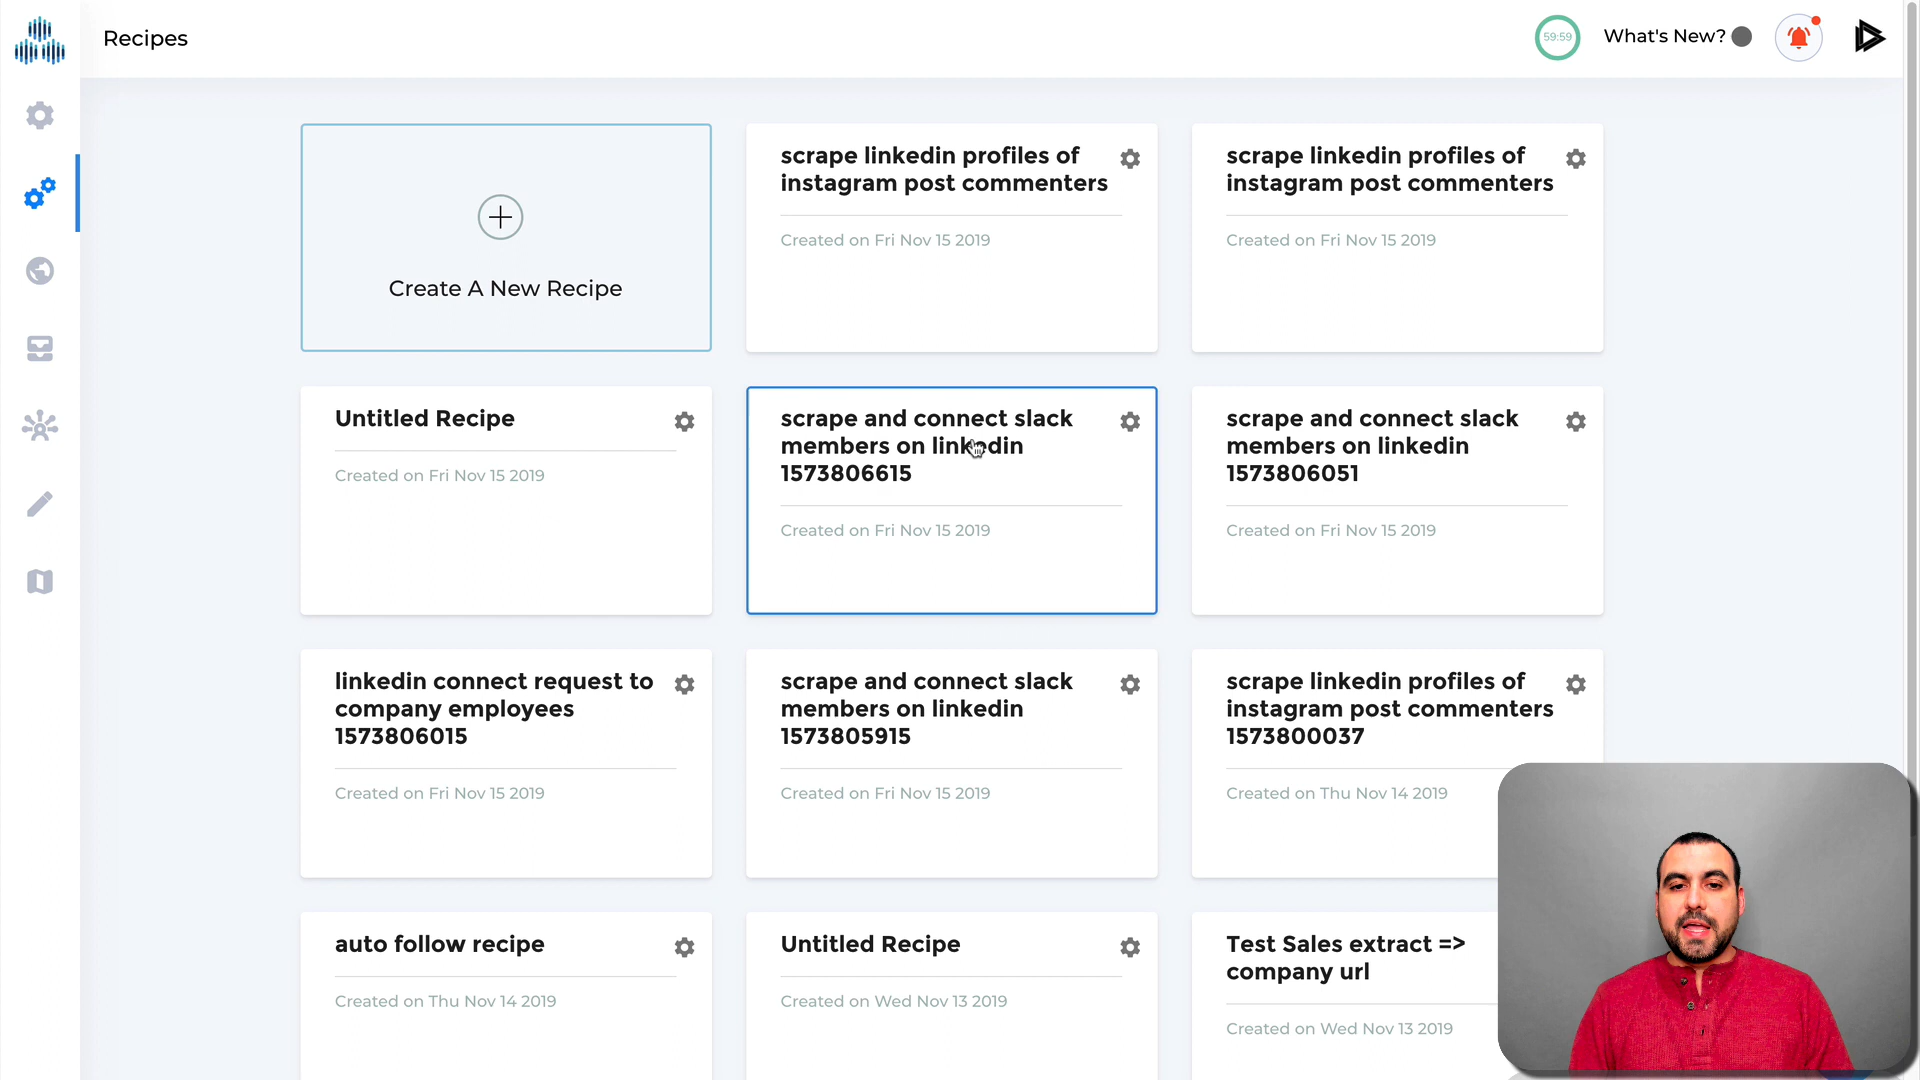 Recipes
59:59
What's New?
Create A New Recipe
scrape linkedin profiles of
instagram post commenters
Created on Fri Nov 15 2019
scrape linkedin profiles of
instagram post commenters
Created on Fri Nov 15 2019
Untitled Recipe
Created on Fri Nov 15 2019
scrape and connect slack
members on linkedin
1573806615
Created on Fri Nov 15 2019
scrape and connect slack
members on linkedin
1573806051
Created on Fri Nov 15 2019
linkedin connect request to
company employees
1573806015
Created on Fri Nov 15 2019
scrape and connect slack
members on linkedin
1573805915
Created on Fri Nov 15 2019
scrape linkedin profiles of
instagram post commenters
1573800037
Created on Thu Nov 14 2019
auto follow recipe
Created on Thu Nov 14 2019
Untitled Recipe
Created on Wed Nov 13 2019
Test Sales extract =>
company url
Created on Wed Nov 13 2019